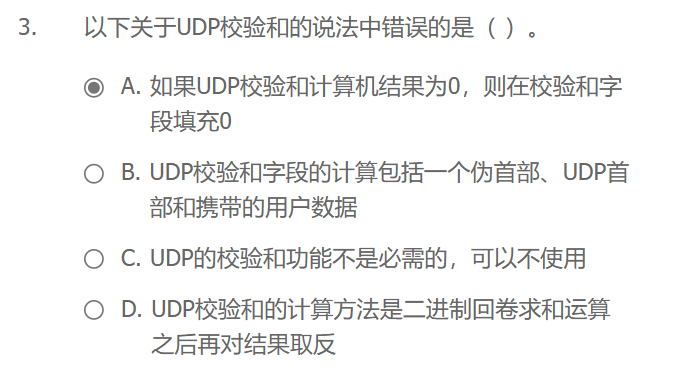 3. 以下关于UDP校验和的说法中错误的是（ ）。
A. 如果UDP校验和计算机结果为0，则在校验和字
段填充0
B. UDP校验和字段的计算包括一个伪首部、UDP首
部和携带的用户数据
C. UDP的校验和功能不是必需的，可以不使用
D. UDP校验和的计算方法是二进制回卷求和运算
之后再对结果取反